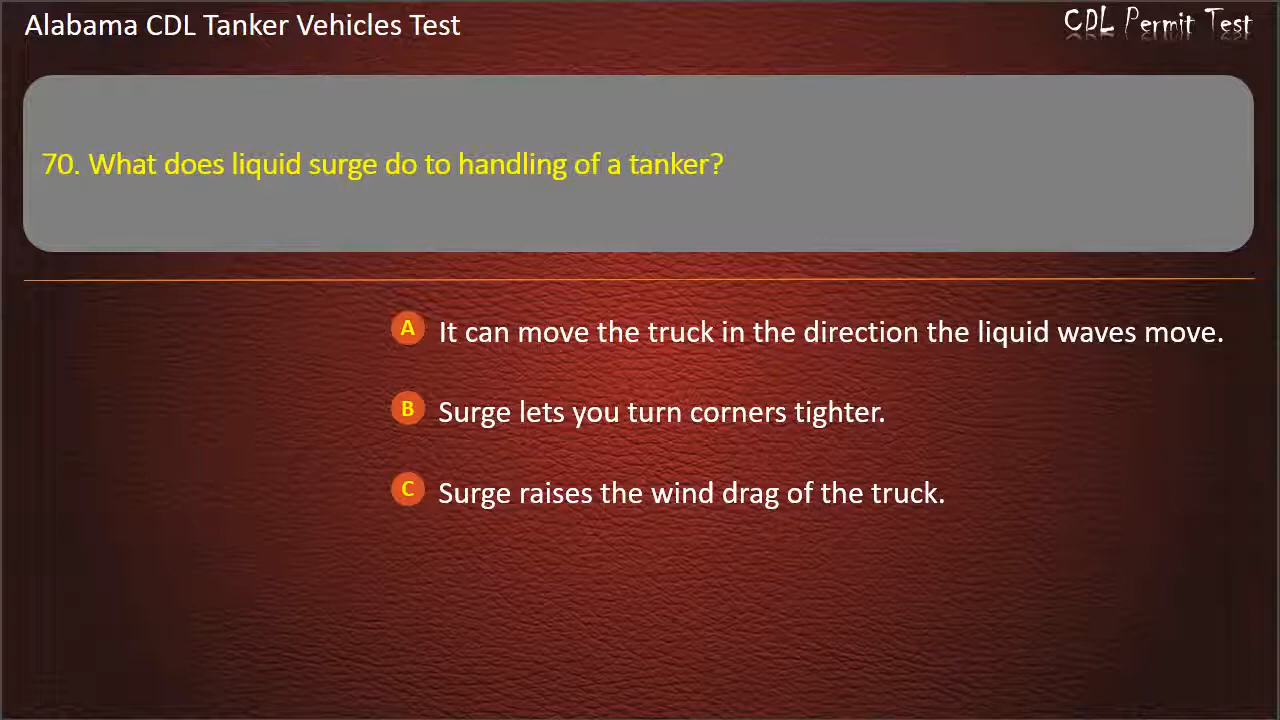 Alabama CDL Tanker Vehicles Test
CDL Permit Test
70. What does liquid surge do to handling of a tanker?
A It can move the truck in the direction the liquid waves move.
B Surge lets you turn corners tighter.
C Surge raises the wind drag of the truck.